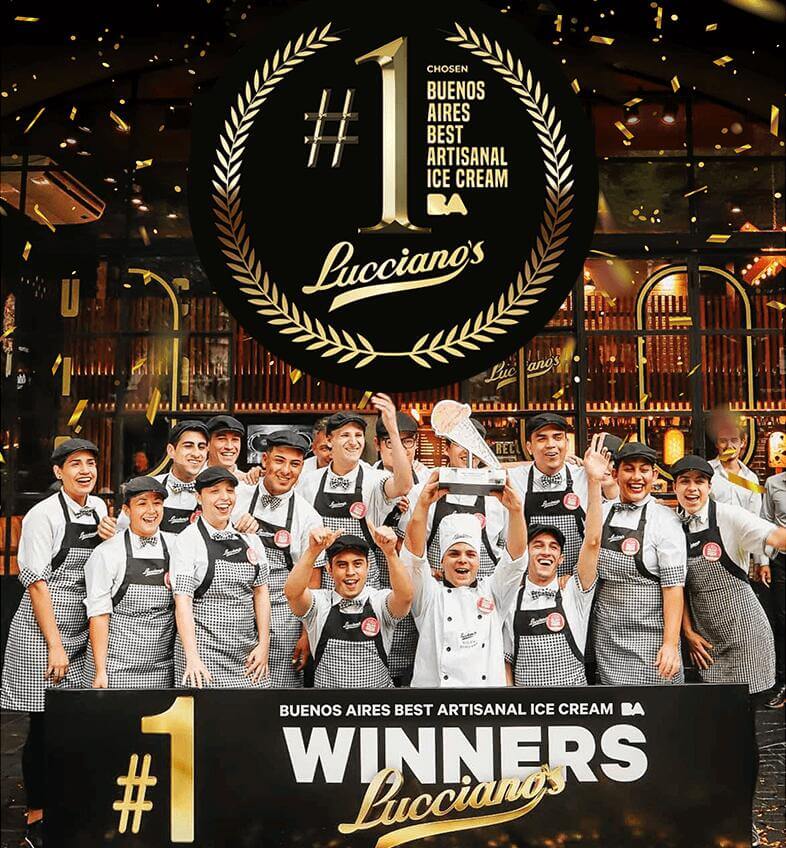 #1
CHOSEN
BUENOS
AIRES
BEST
ARTISANAL
ICE CREAM
BA
Lucciano's
Lucciano's
BUENOS AIRES BEST ARTISANAL ICE CREAM BA
#1
WINNERS
Lucciano's